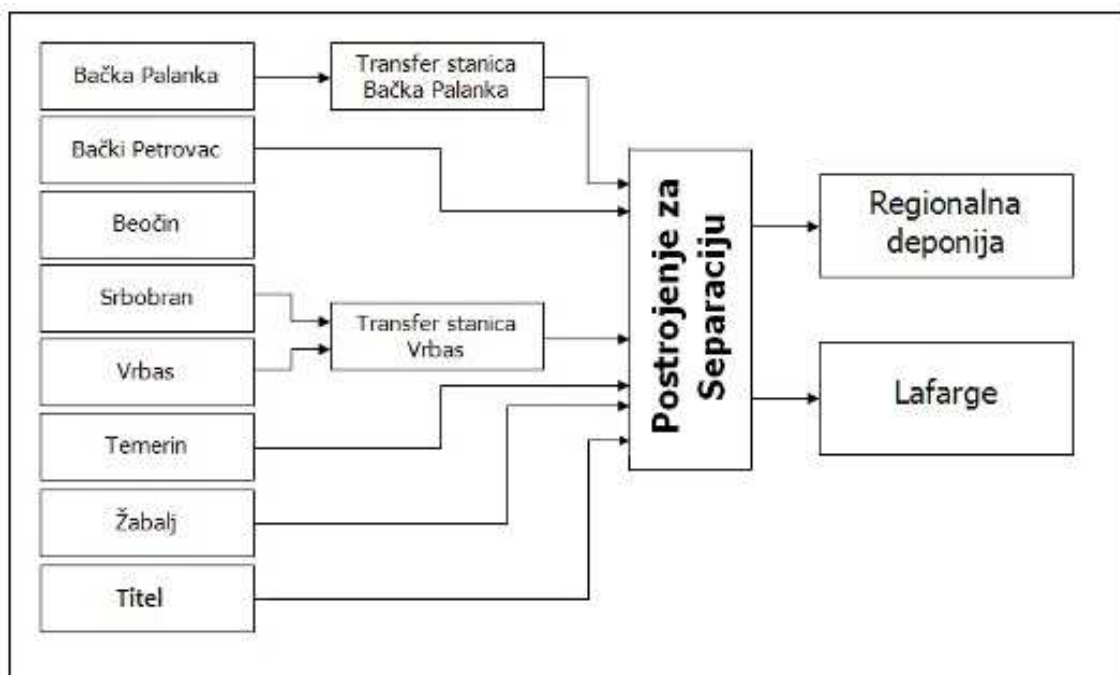 Bačka Palanka
Transfer stanica
Bačka Palanka
Bački Petrovac
Beočin
Srbobran
Transfer stanica
Vrbas
Vrbas
Temerin
Žabalj
Titel
Postrojenje za
Separaciju
Regionalna
deponija
Lafarge